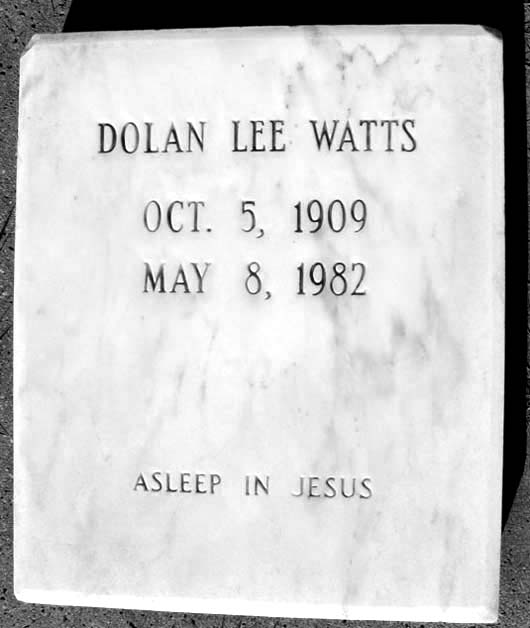 DOLAN LEE WATTS
OCT. 5, 1909
MAY 8, 1982
ASLEEP IN JESUS